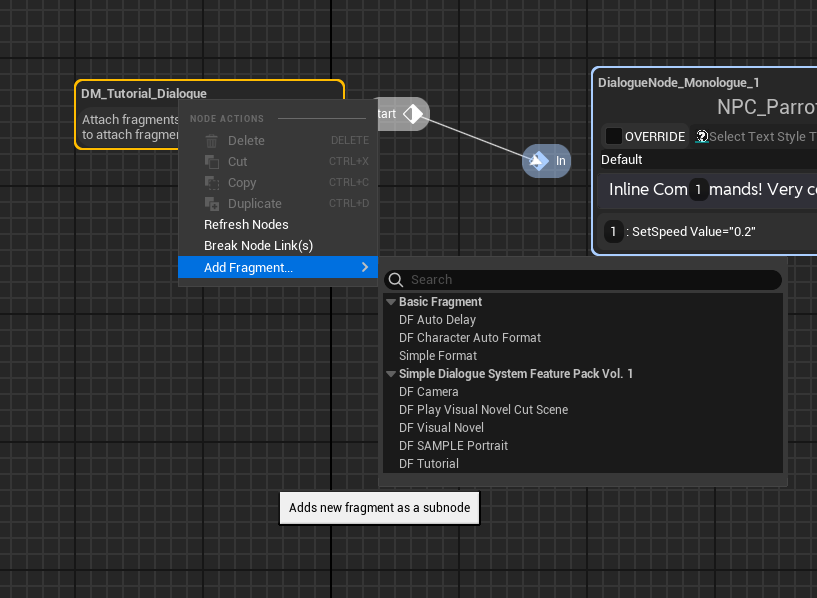 DM_Tutorial_Dialogue
Attach fragments
to attach fragmen
tart
In
DialogueNode_Monologue_1
NPC_Parrot
OVERRIDE
Select Text Style T
Default
Inline Com 1 mands! Very co
1 : SetSpeed Value="0.2"
NODE ACTIONS
Delete DELETE
Cut CTRL+X
Copy CTRL+C
Duplicate CTRL+D
Refresh Nodes
Break Node Link(s)
Add Fragment...
Search
Basic Fragment
DF Auto Delay
DF Character Auto Format
Simple Format
Simple Dialogue System Feature Pack Vol. 1
DF Camera
DF Play Visual Novel Cut Scene
DF Visual Novel
DF SAMPLE Portrait
DF Tutorial
Adds new fragment as a subnode